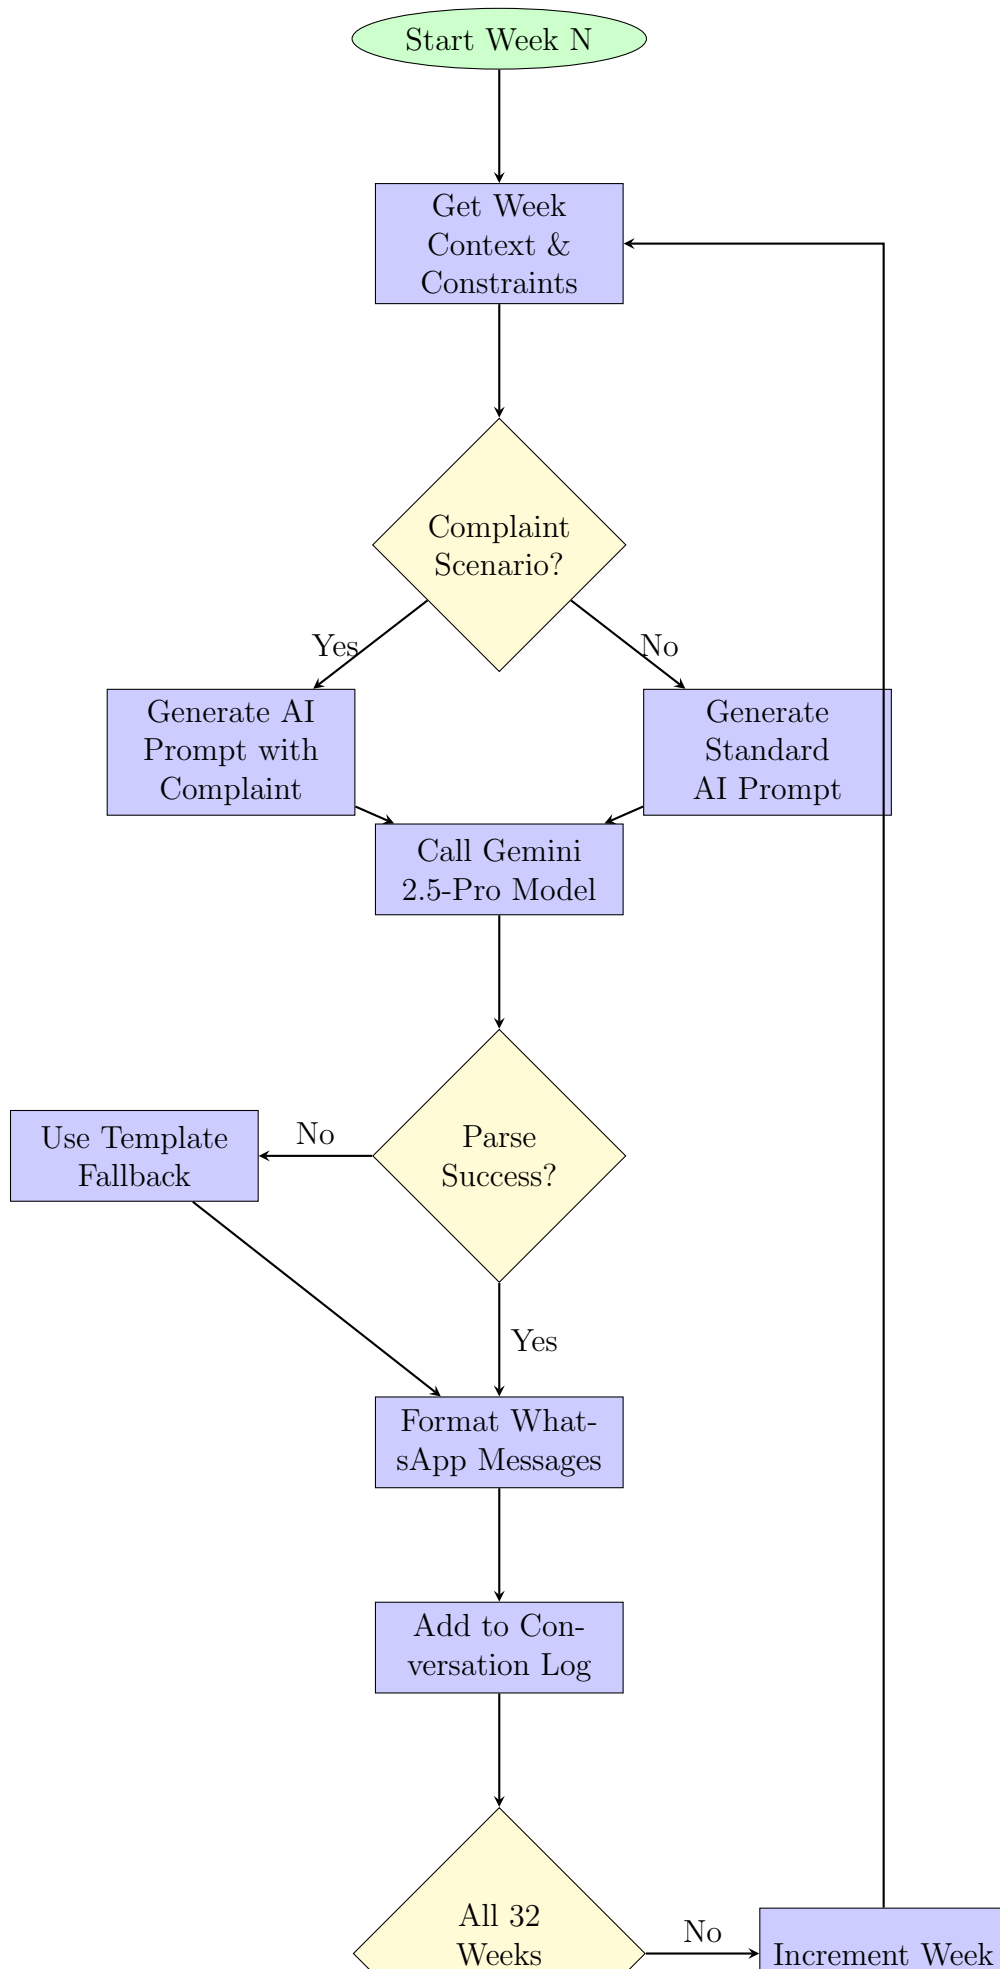 Start Week N
Get Week
Context &
Constraints
Complaint
Scenario?
Yes
No
Generate AI
Prompt with
Complaint
Generate
Standard
AI Prompt
Call Gemini
2.5-Pro Model
Parse
Success?
No
Use Template
Fallback
Yes
Format What-
sApp Messages
Add to Con-
versation Log
All 32
Weeks
No
Increment Week